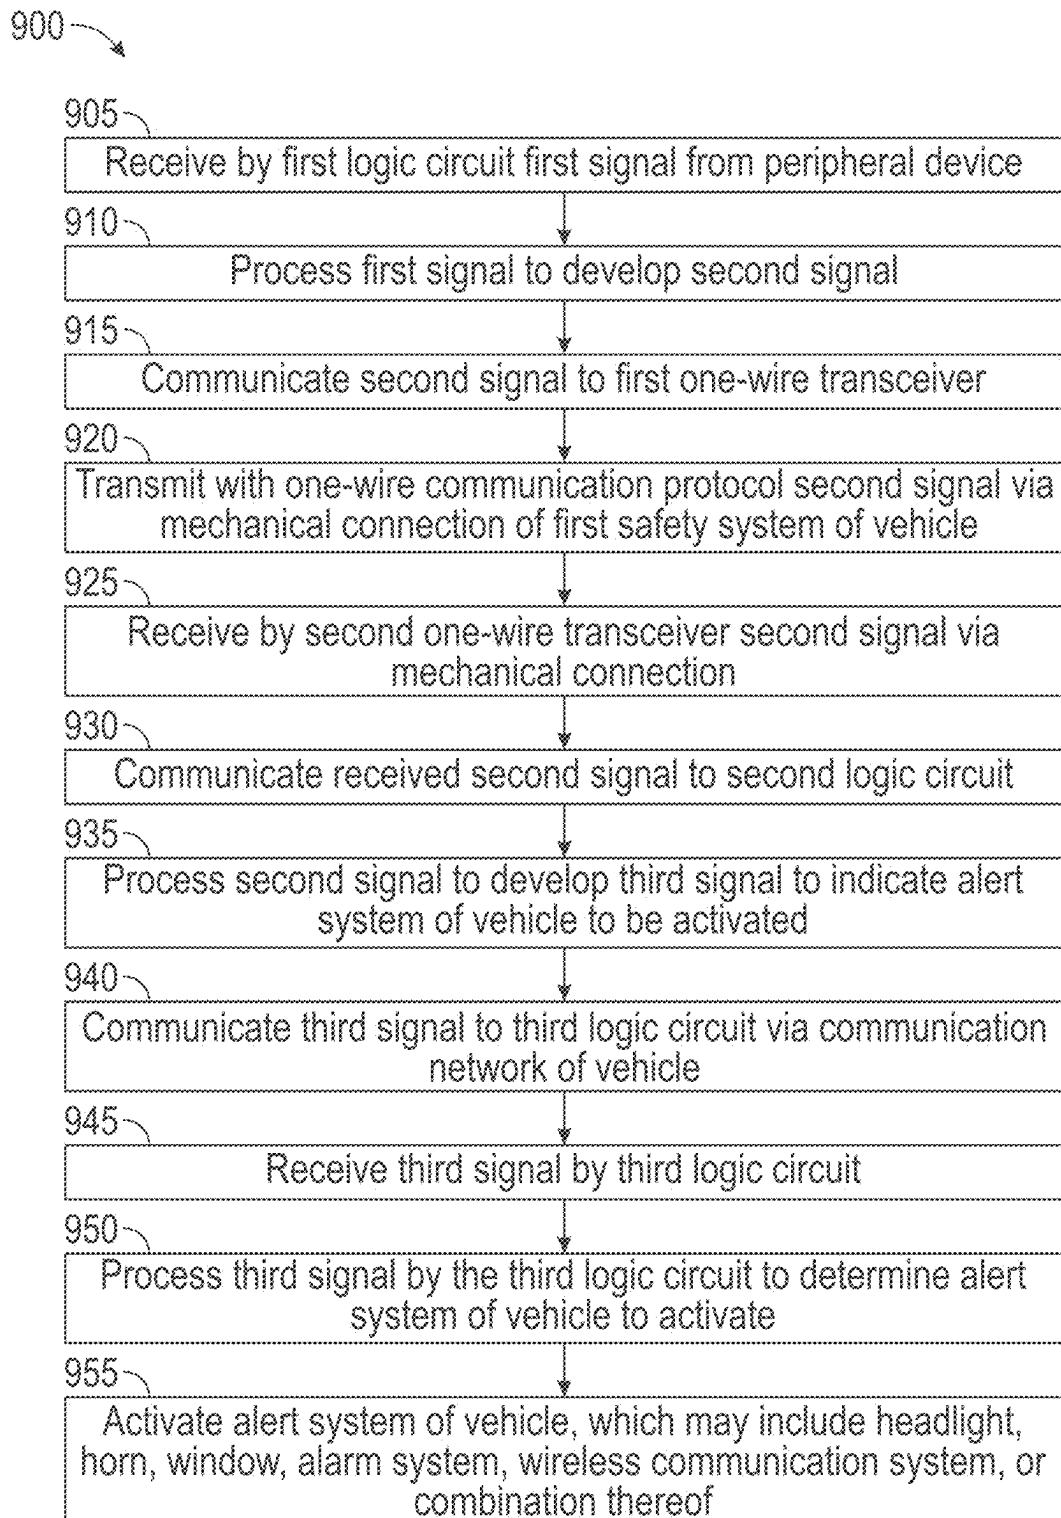 900
905
Receive by first logic circuit first signal from peripheral device
910
Process first signal to develop second signal
915
Communicate second signal to first one-wire transceiver
920
Transmit with one-wire communication protocol second signal via
mechanical connection of first safety system of vehicle
925
Receive by second one-wire transceiver second signal via
mechanical connection
930
Communicate received second signal to second logic circuit
935
Process second signal to develop third signal to indicate alert
system of vehicle to be activated
940
Communicate third signal to third logic circuit via communication
network of vehicle
945
Receive third signal by third logic circuit
950
Process third signal by the third logic circuit to determine alert
system of vehicle to activate
955
Activate alert system of vehicle, which may include headlight,
horn, window, alarm system, wireless communication system, or
combination thereof